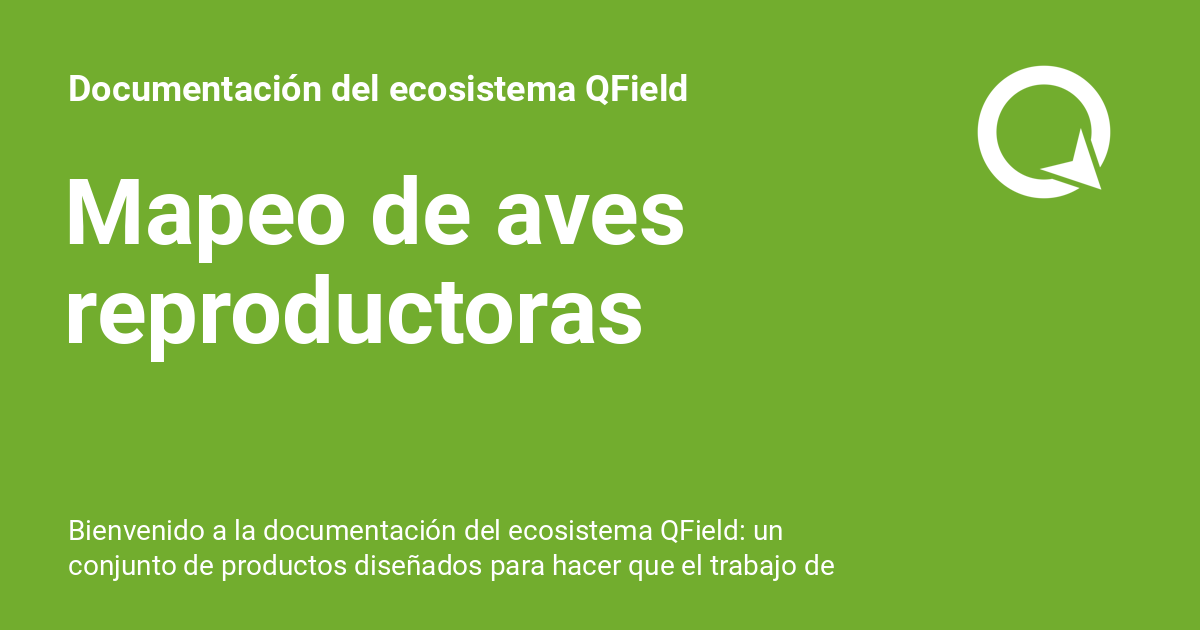 Documentación del ecosistema QField
Mapeo de aves
reproductoras
Bienvenido a la documentación del ecosistema QField: un
conjunto de productos diseñados para hacer que el trabajo de